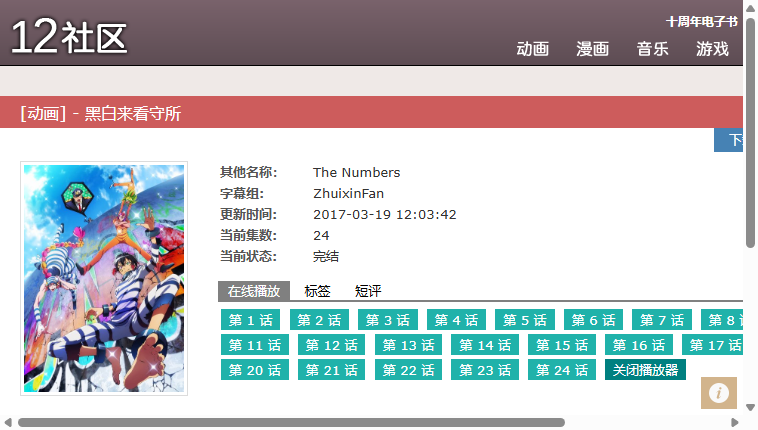 12社区
十周年电子书
动画 漫画 音乐 游戏
[动画] - 黑白来看守所
其他名称: The Numbers
字幕组: ZhuixinFan
更新时间: 2017-03-19 12:03:42
当前集数: 24
当前状态: 完结
在线播放 标签 短评
第 1 话 第 2 话 第 3 话 第 4 话 第 5 话 第 6 话 第 7 话 第 8
第 11 话 第 12 话 第 13 话 第 14 话 第 15 话 第 16 话 第 17 话
第 20 话 第 21 话 第 22 话 第 23 话 第 24 话 关闭播放器